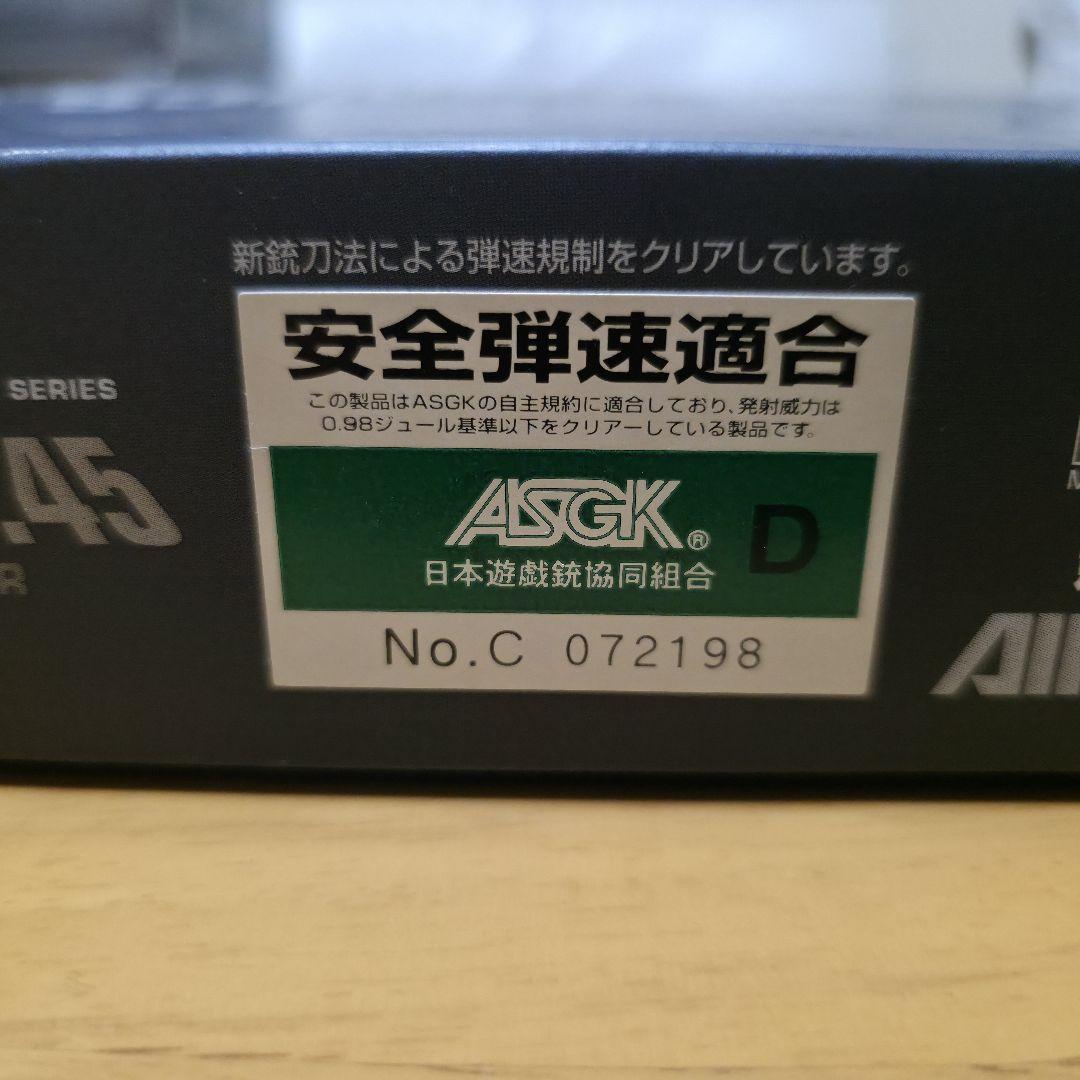 新銃刀法による弾速規制をクリアしています。
安全弾速適合
この製品はASGKの自主規約に適合しており、発射威力は
0.98ジュール基準以下をクリアーしている製品です。
SERIES
.45
R
ASGK® D
日本遊戯銃協同組合
No.C 072198